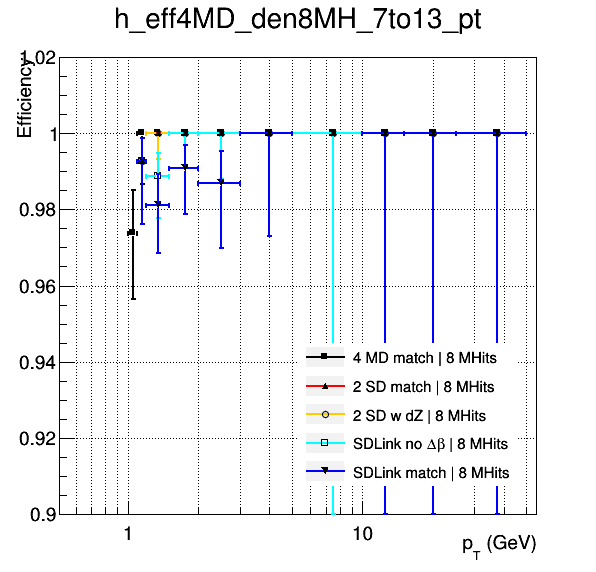 h_eff4MD_den8MH_7to13_pt
Efficiency
1.02
1
0.98
0.96
0.94
0.92
0.9
4 MD match | 8 MHits
2 SD match | 8 MHits
2 SD w dZ | 8 MHits
SDLink no Δβ | 8 MHits
SDLink match | 8 MHits
1
10
p_T (GeV)